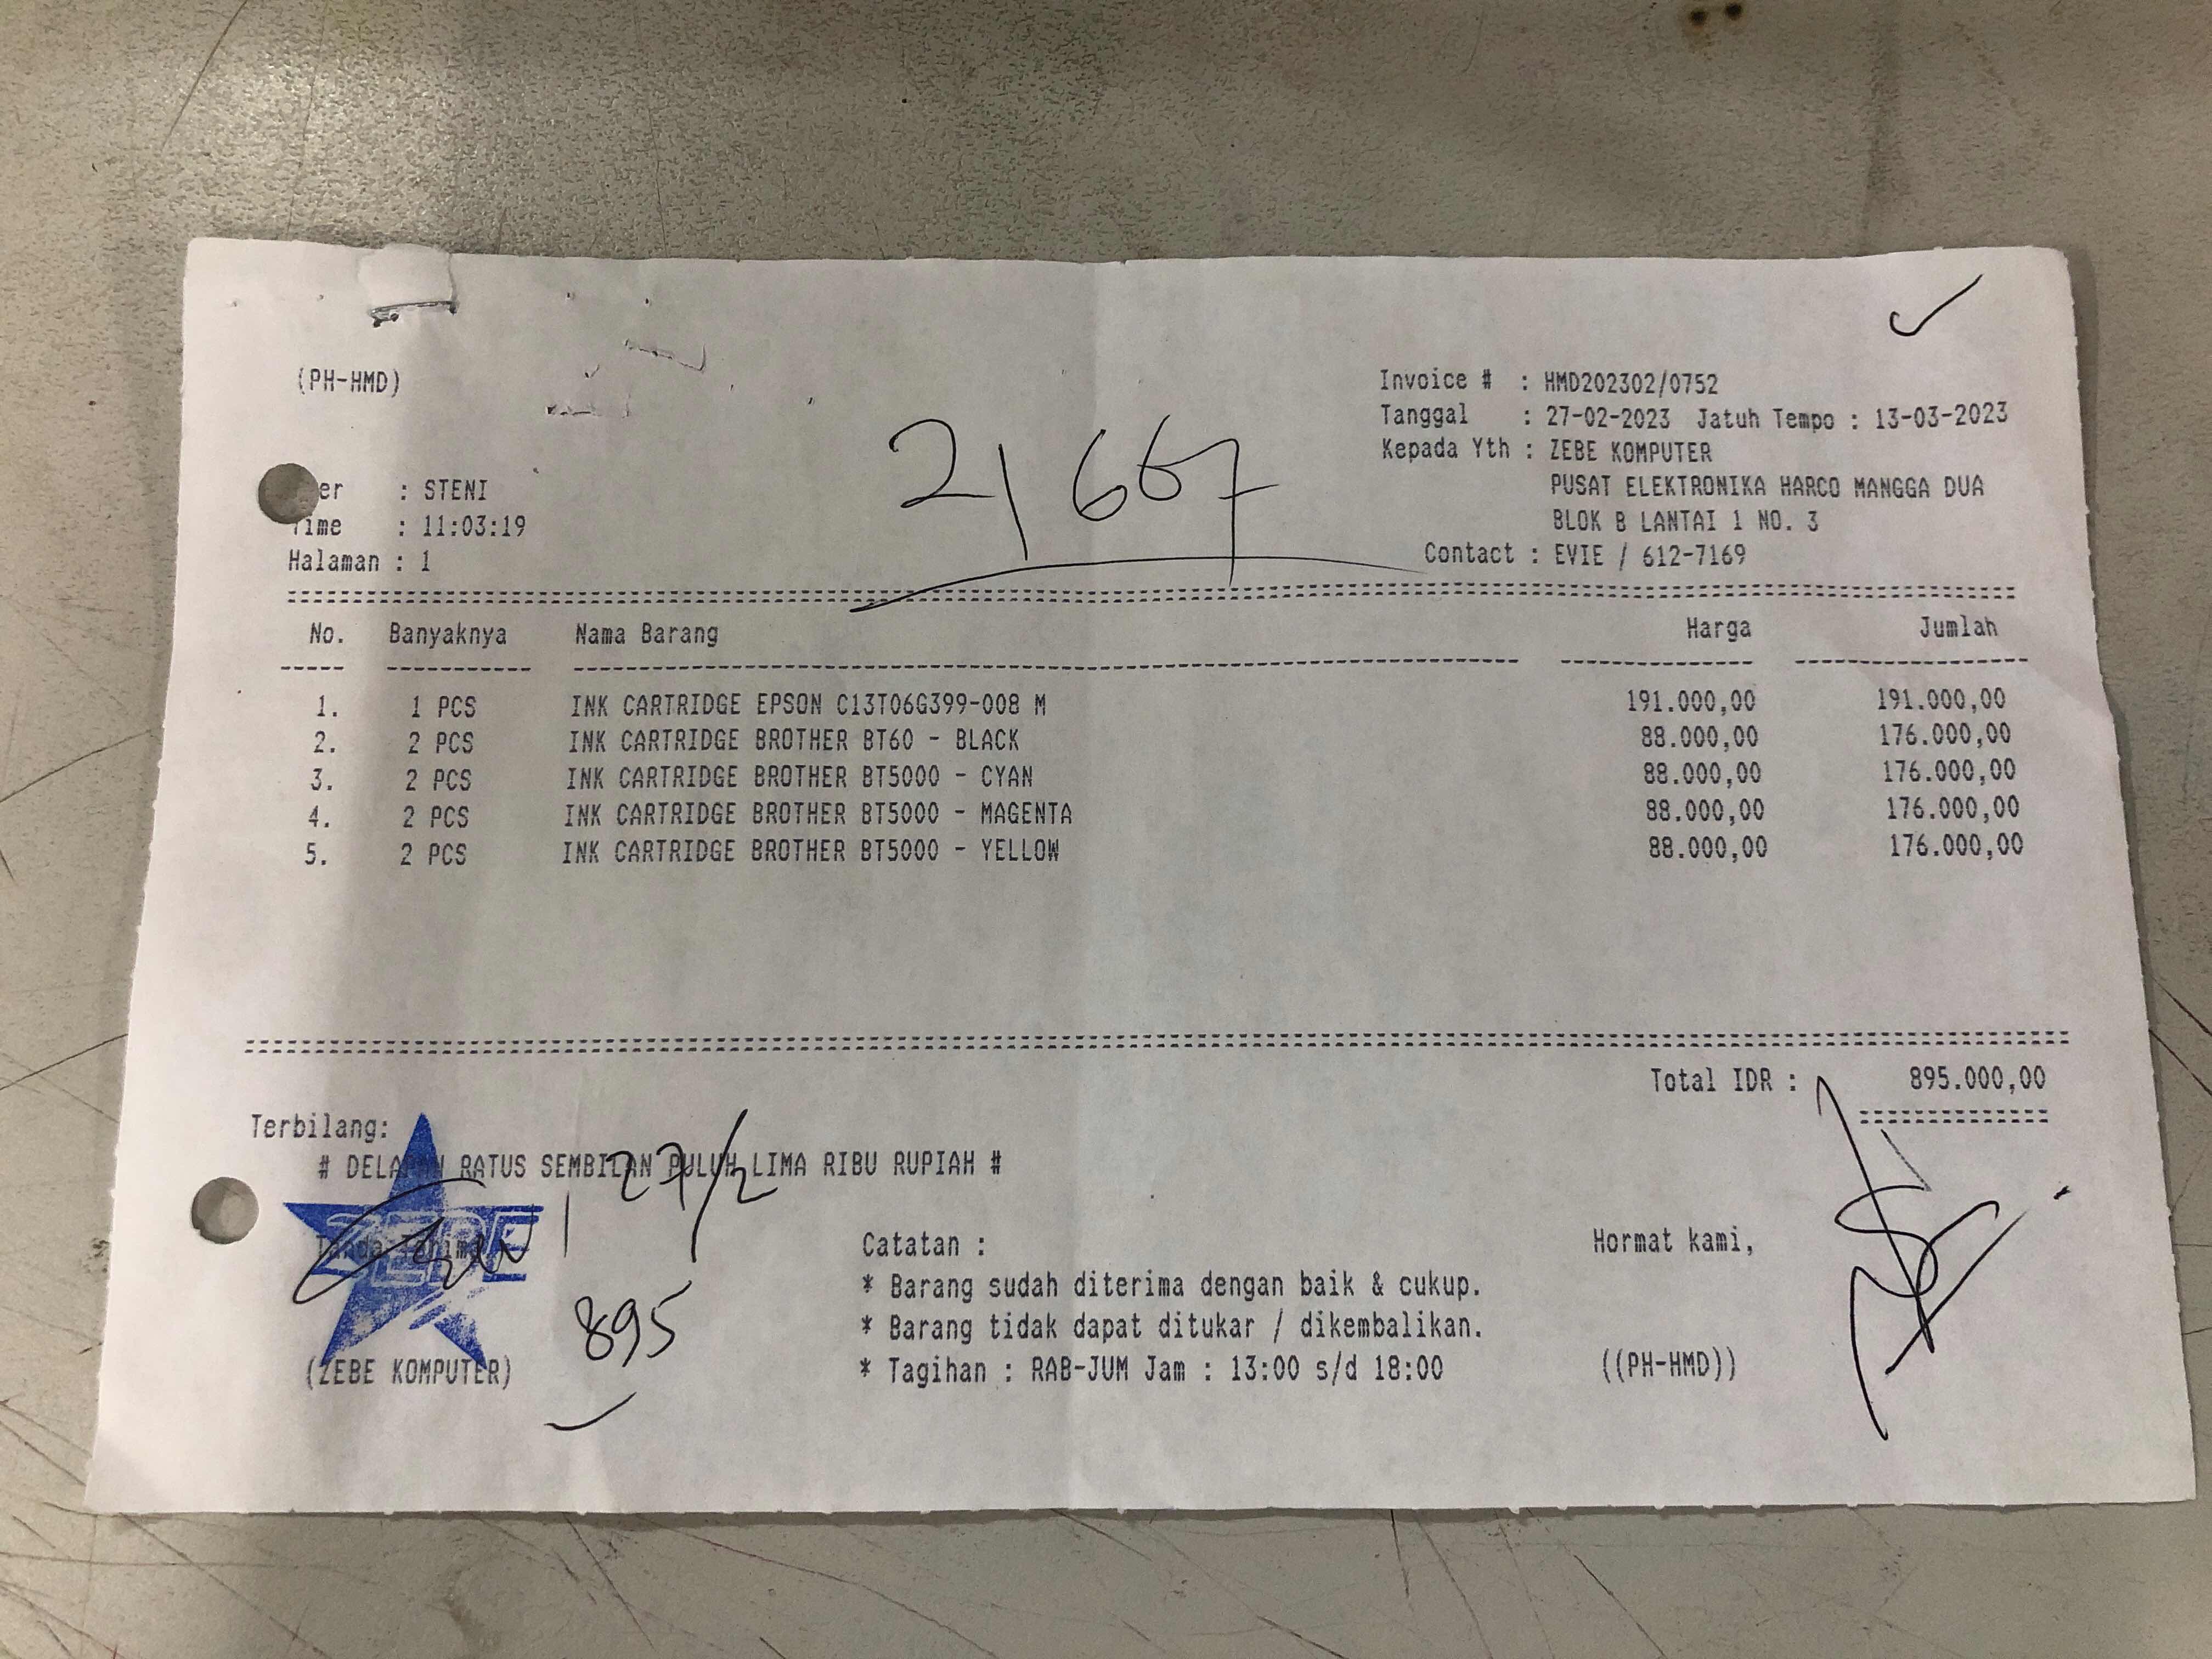 (PH-HMD)
Invoice # : HMD202302/0752
Tanggal : 27-02-2023 Jatuh Tempo : 13-03-2023
Kepada Yth : ZEBE KOMPUTER
PUSAT ELEKTRONIKA HARCO MANGGA DUA
BLOK B LANTAI 1 NO. 3
Contact : EVIE / 612-7169
21667
: STENI
Time : 11:03:19
Halaman : 1
No. Banyaknya Nama Barang Harga Jumlah
1. 1 PCS INK CARTRIDGE EPSON C13T06G399-008 M 191.000,00 191.000,00
2. 2 PCS INK CARTRIDGE BROTHER BT60 - BLACK 88.000,00 176.000,00
3. 2 PCS INK CARTRIDGE BROTHER BT5000 - CYAN 88.000,00 176.000,00
4. 2 PCS INK CARTRIDGE BROTHER BT5000 - MAGENTA 88.000,00 176.000,00
5. 2 PCS INK CARTRIDGE BROTHER BT5000 - YELLOW 88.000,00 176.000,00
Total IDR : 895.000,00
Terbilang:
# DELAPAN RATUS SEMBILAN PULUH LIMA RIBU RUPIAH #
27/2
ZEBE
Tanda Terima
895
(ZEBE KOMPUTER)
Catatan :
* Barang sudah diterima dengan baik & cukup.
* Barang tidak dapat ditukar / dikembalikan.
* Tagihan : RAB-JUM Jam : 13:00 s/d 18:00
Hormat kami,
((PH-HMD))